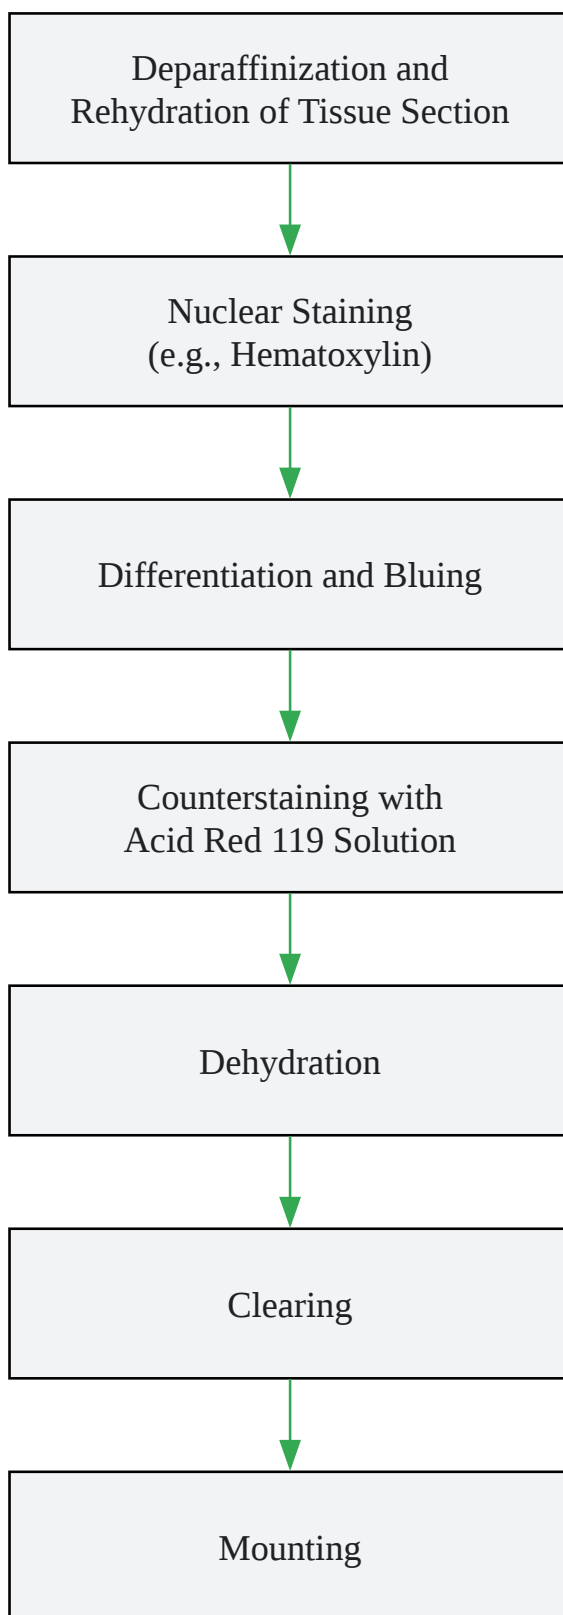 Deparaffinization and
Rehydration of Tissue Section
Nuclear Staining
(e.g., Hematoxylin)
Differentiation and Bluing
Counterstaining with
Acid Red 119 Solution
Dehydration
Clearing
Mounting